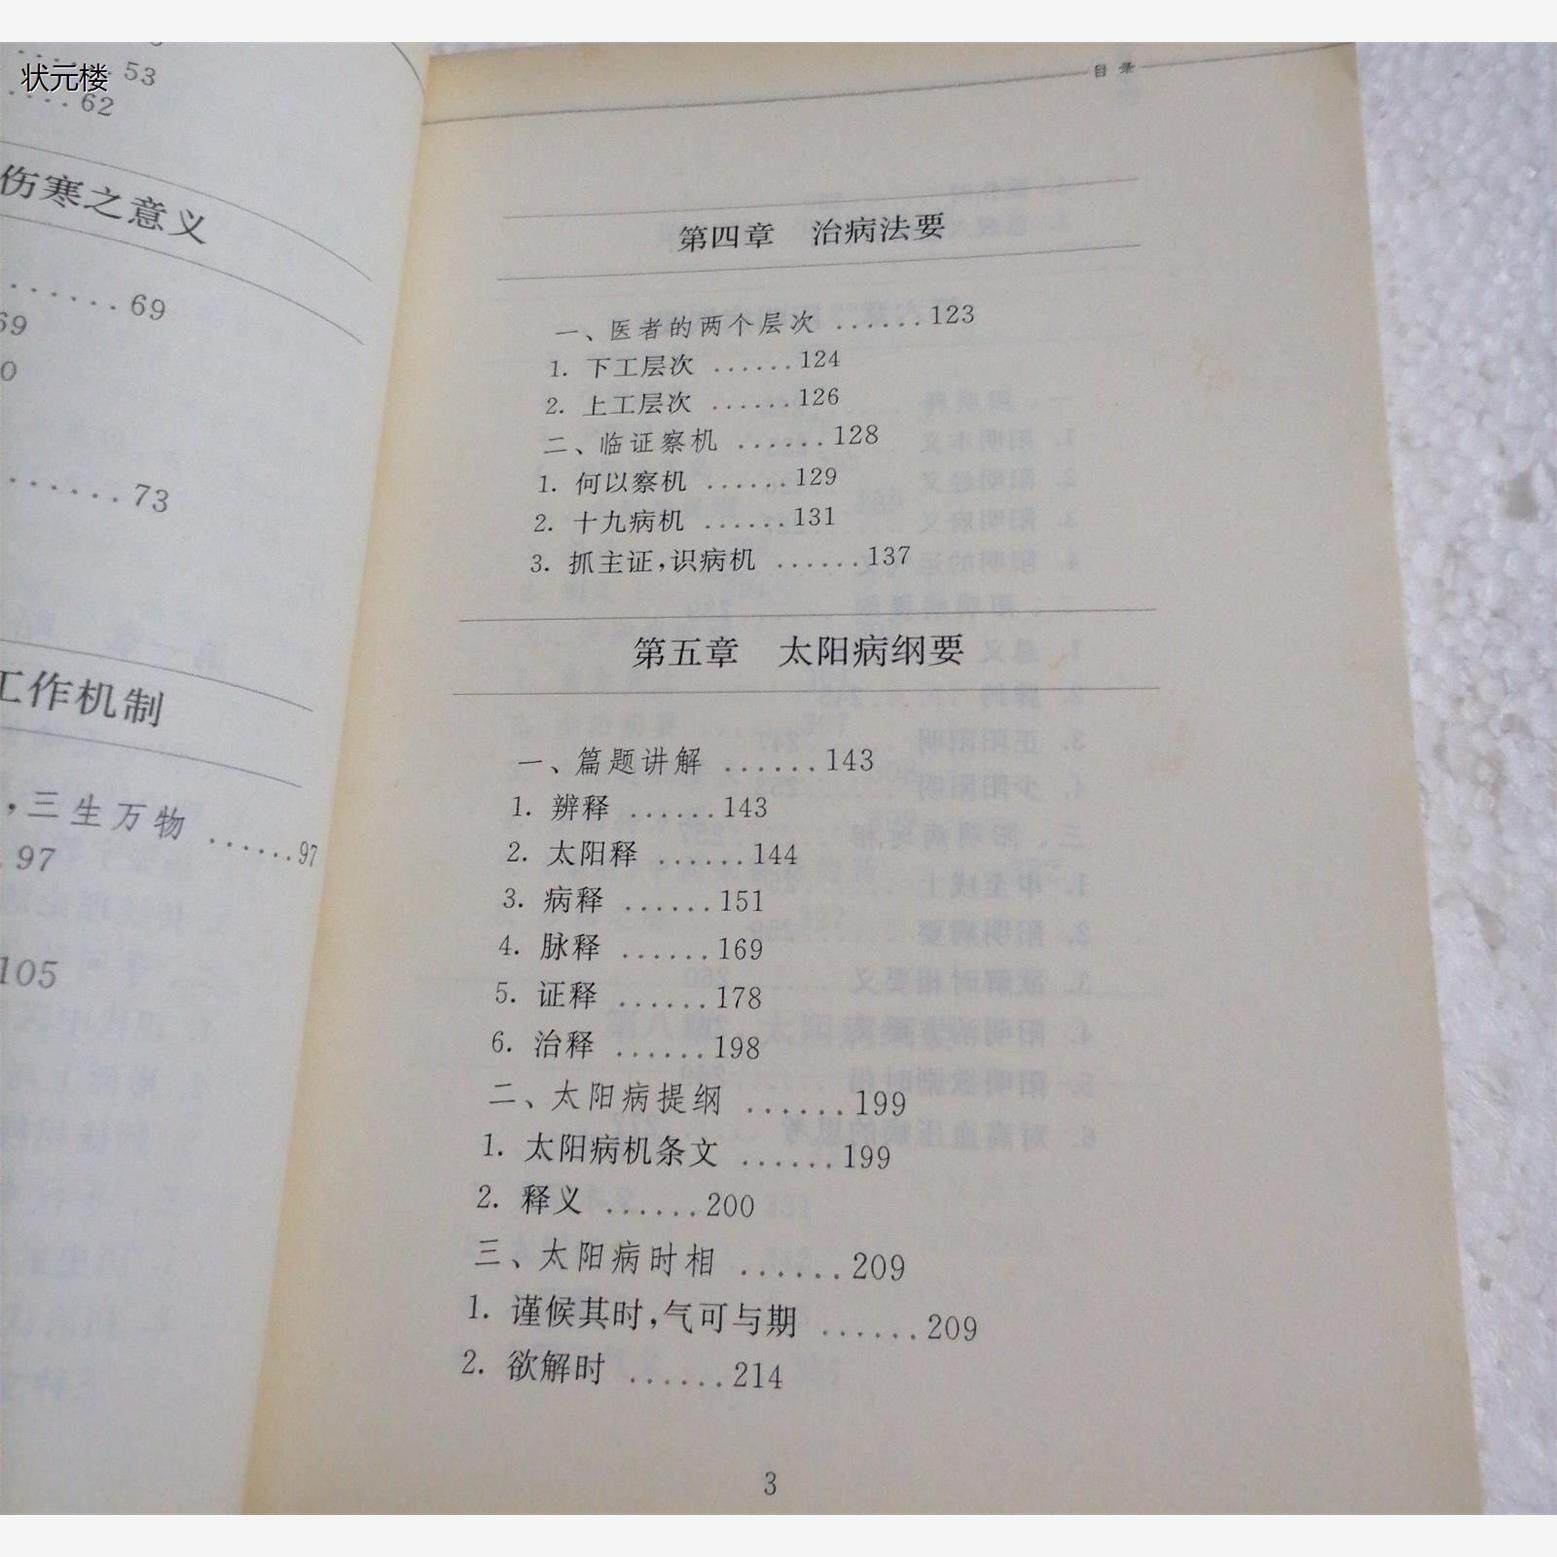 状元楼
......53
....62
伤寒之意义
......69
69
0
......73
工作机制
，三生万物 ......97
.97
105
目录
第四章 治病法要
一、医者的两个层次 ......123
1. 下工层次 ......124
2. 上工层次 ......126
二、临证察机 ......128
1. 何以察机 ......129
2. 十九病机 ......131
3. 抓主证,识病机 ......137
第五章 太阳病纲要
一、篇题讲解 ......143
1. 辨释 ......143
2. 太阳释 ......144
3. 病释 ......151
4. 脉释 ......169
5. 证释 ......178
6. 治释 ......198
二、太阳病提纲 ......199
1. 太阳病机条文 ......199
2. 释义 ......200
三、太阳病时相 ......209
1. 谨候其时,气可与期 ......209
2. 欲解时 ......214
3